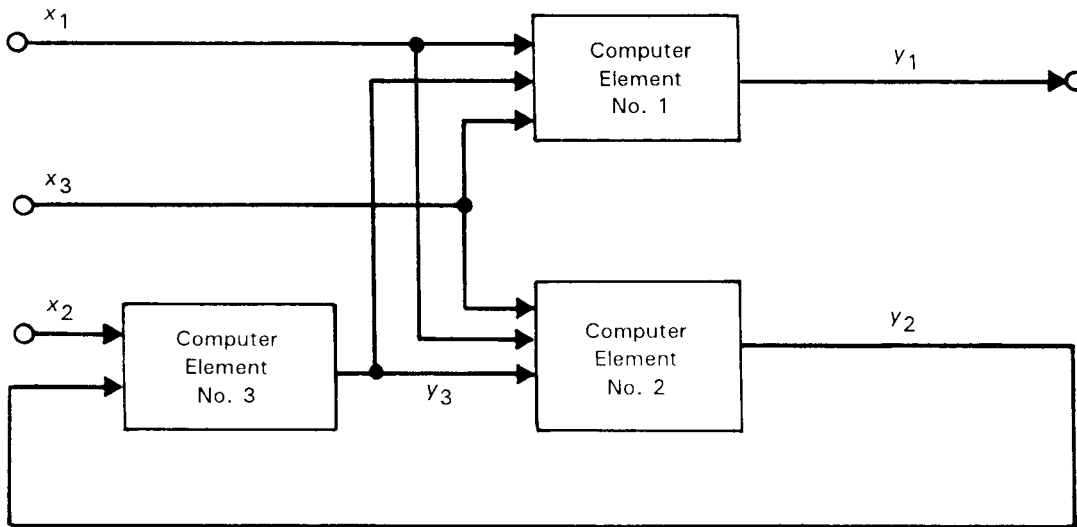 x1
Computer
Element
No. 1
y1
x3
x2
Computer
Element
No. 3
y3
Computer
Element
No. 2
y2